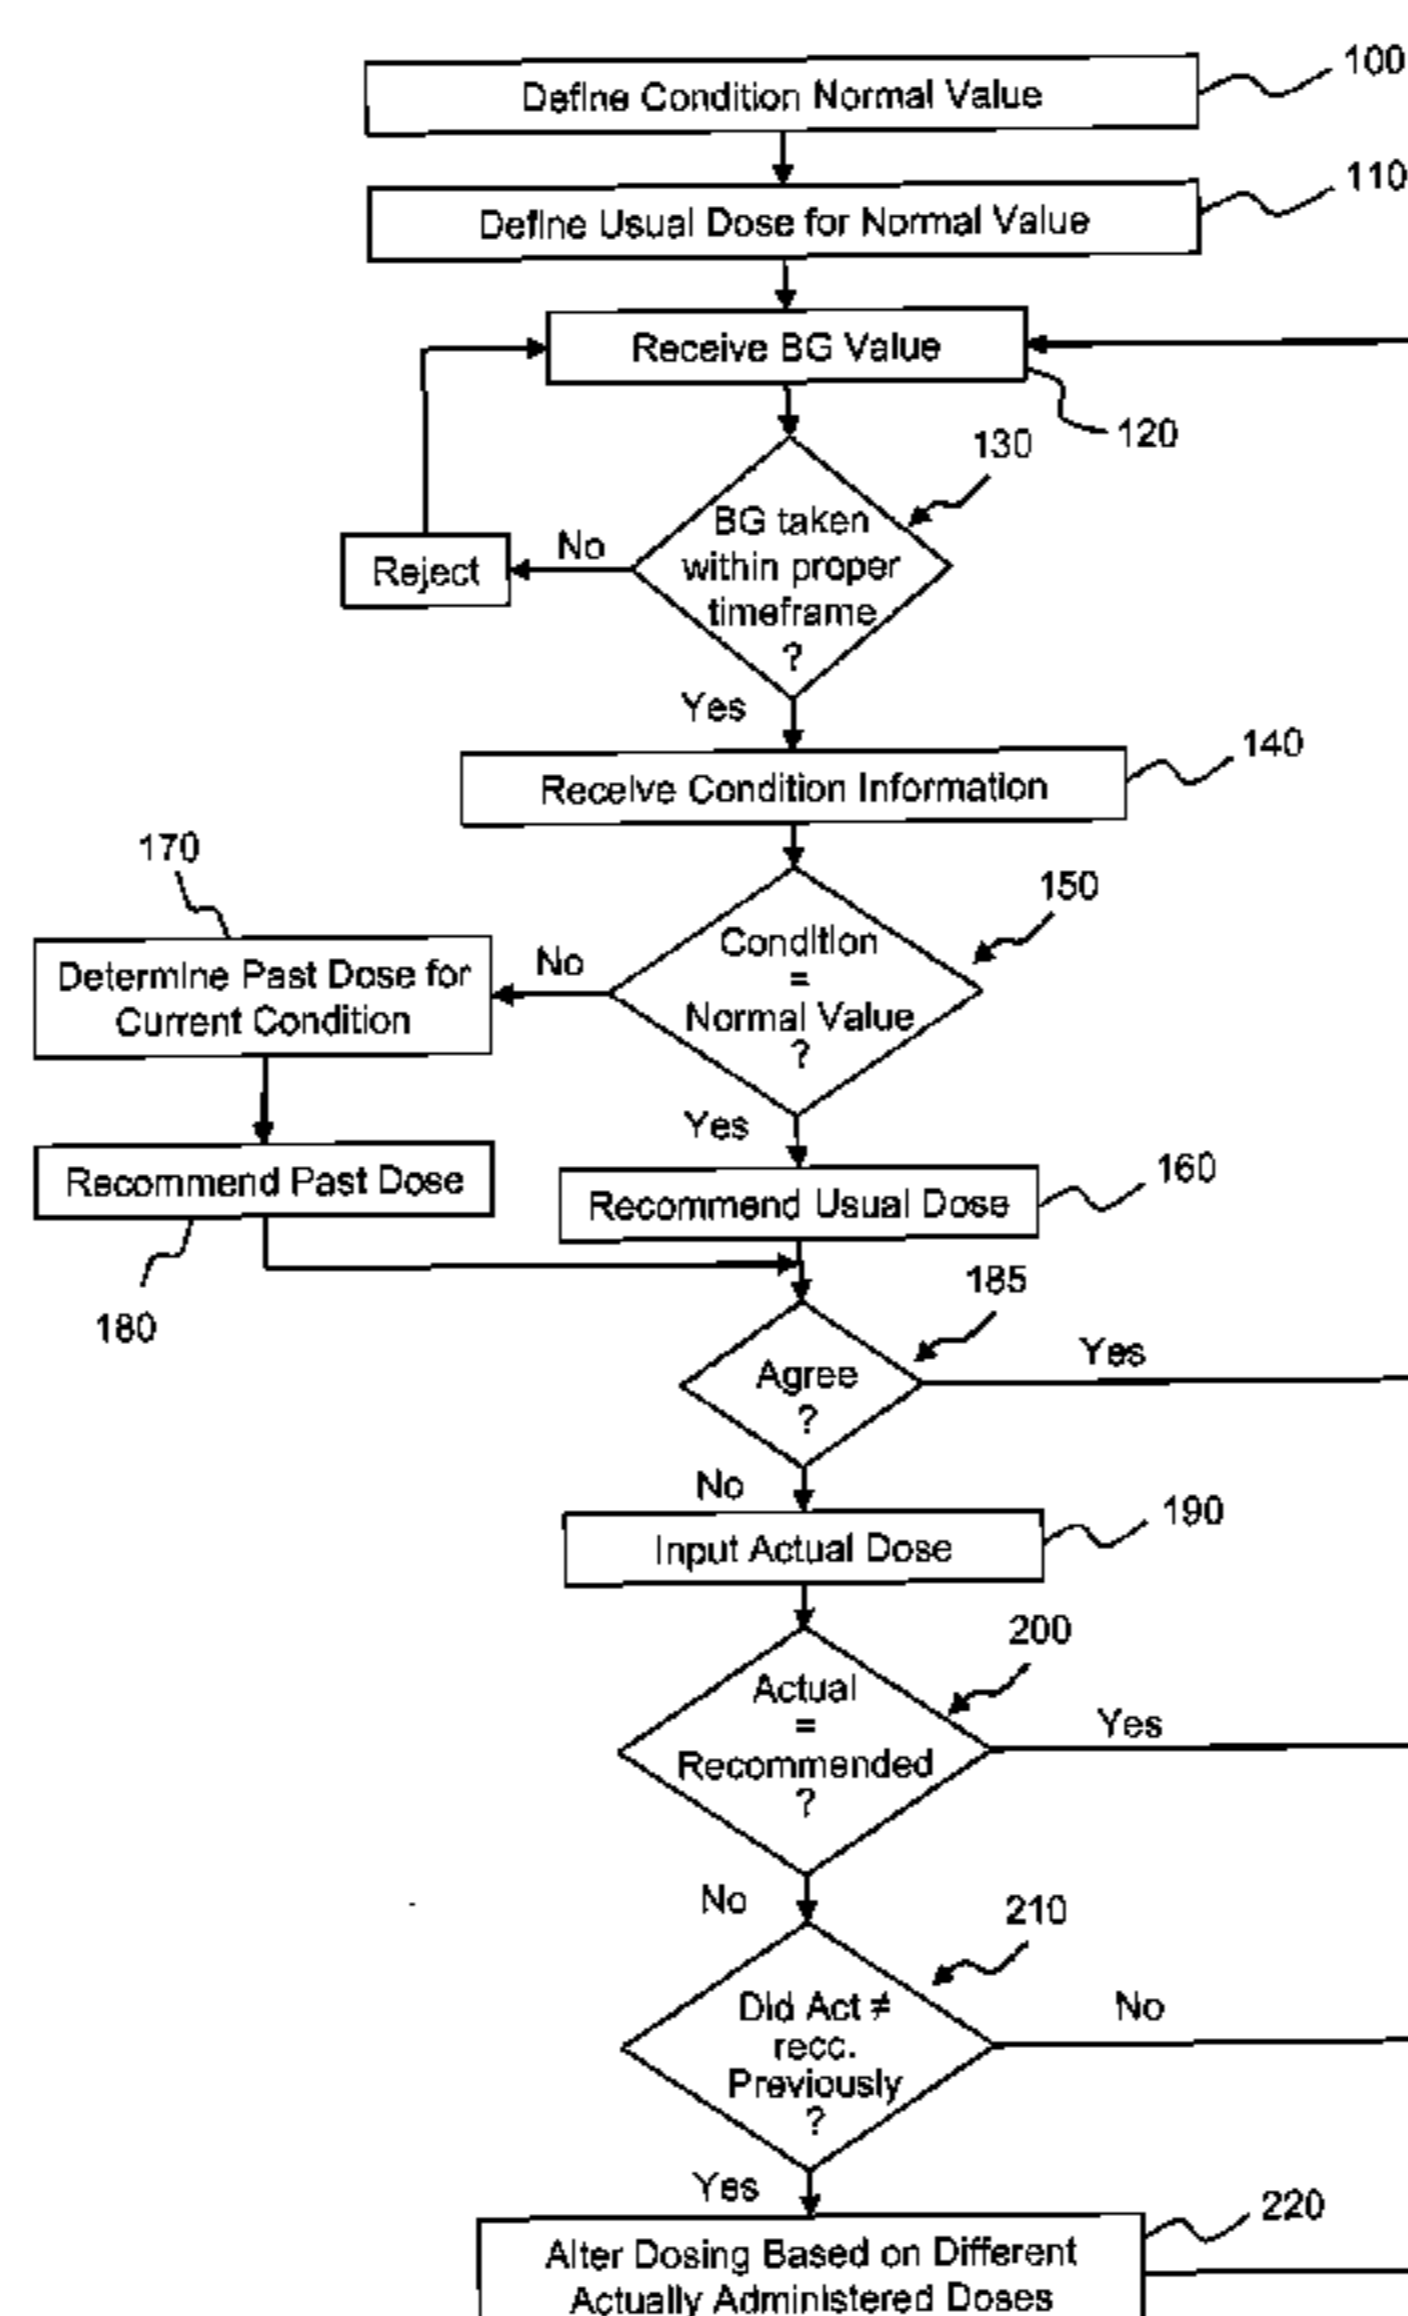 Define Condition Normal Value
100
Define Usual Dose for Normal Value
110
Receive BG Value
120
130
BG taken
within proper
timeframe
?
No
Reject
Yes
Receive Condition Information
140
170
150
Condition
=
Normal Value
?
No
Determine Past Dose for
Current Condition
Yes
Recommend Past Dose
180
Recommend Usual Dose
160
185
Agree
?
Yes
No
Input Actual Dose
190
200
Actual
=
Recommended
?
Yes
No
210
Did Act ≠
recc.
Previously
?
No
Yes
220
Alter Dosing Based on Different
Actually Administered Doses